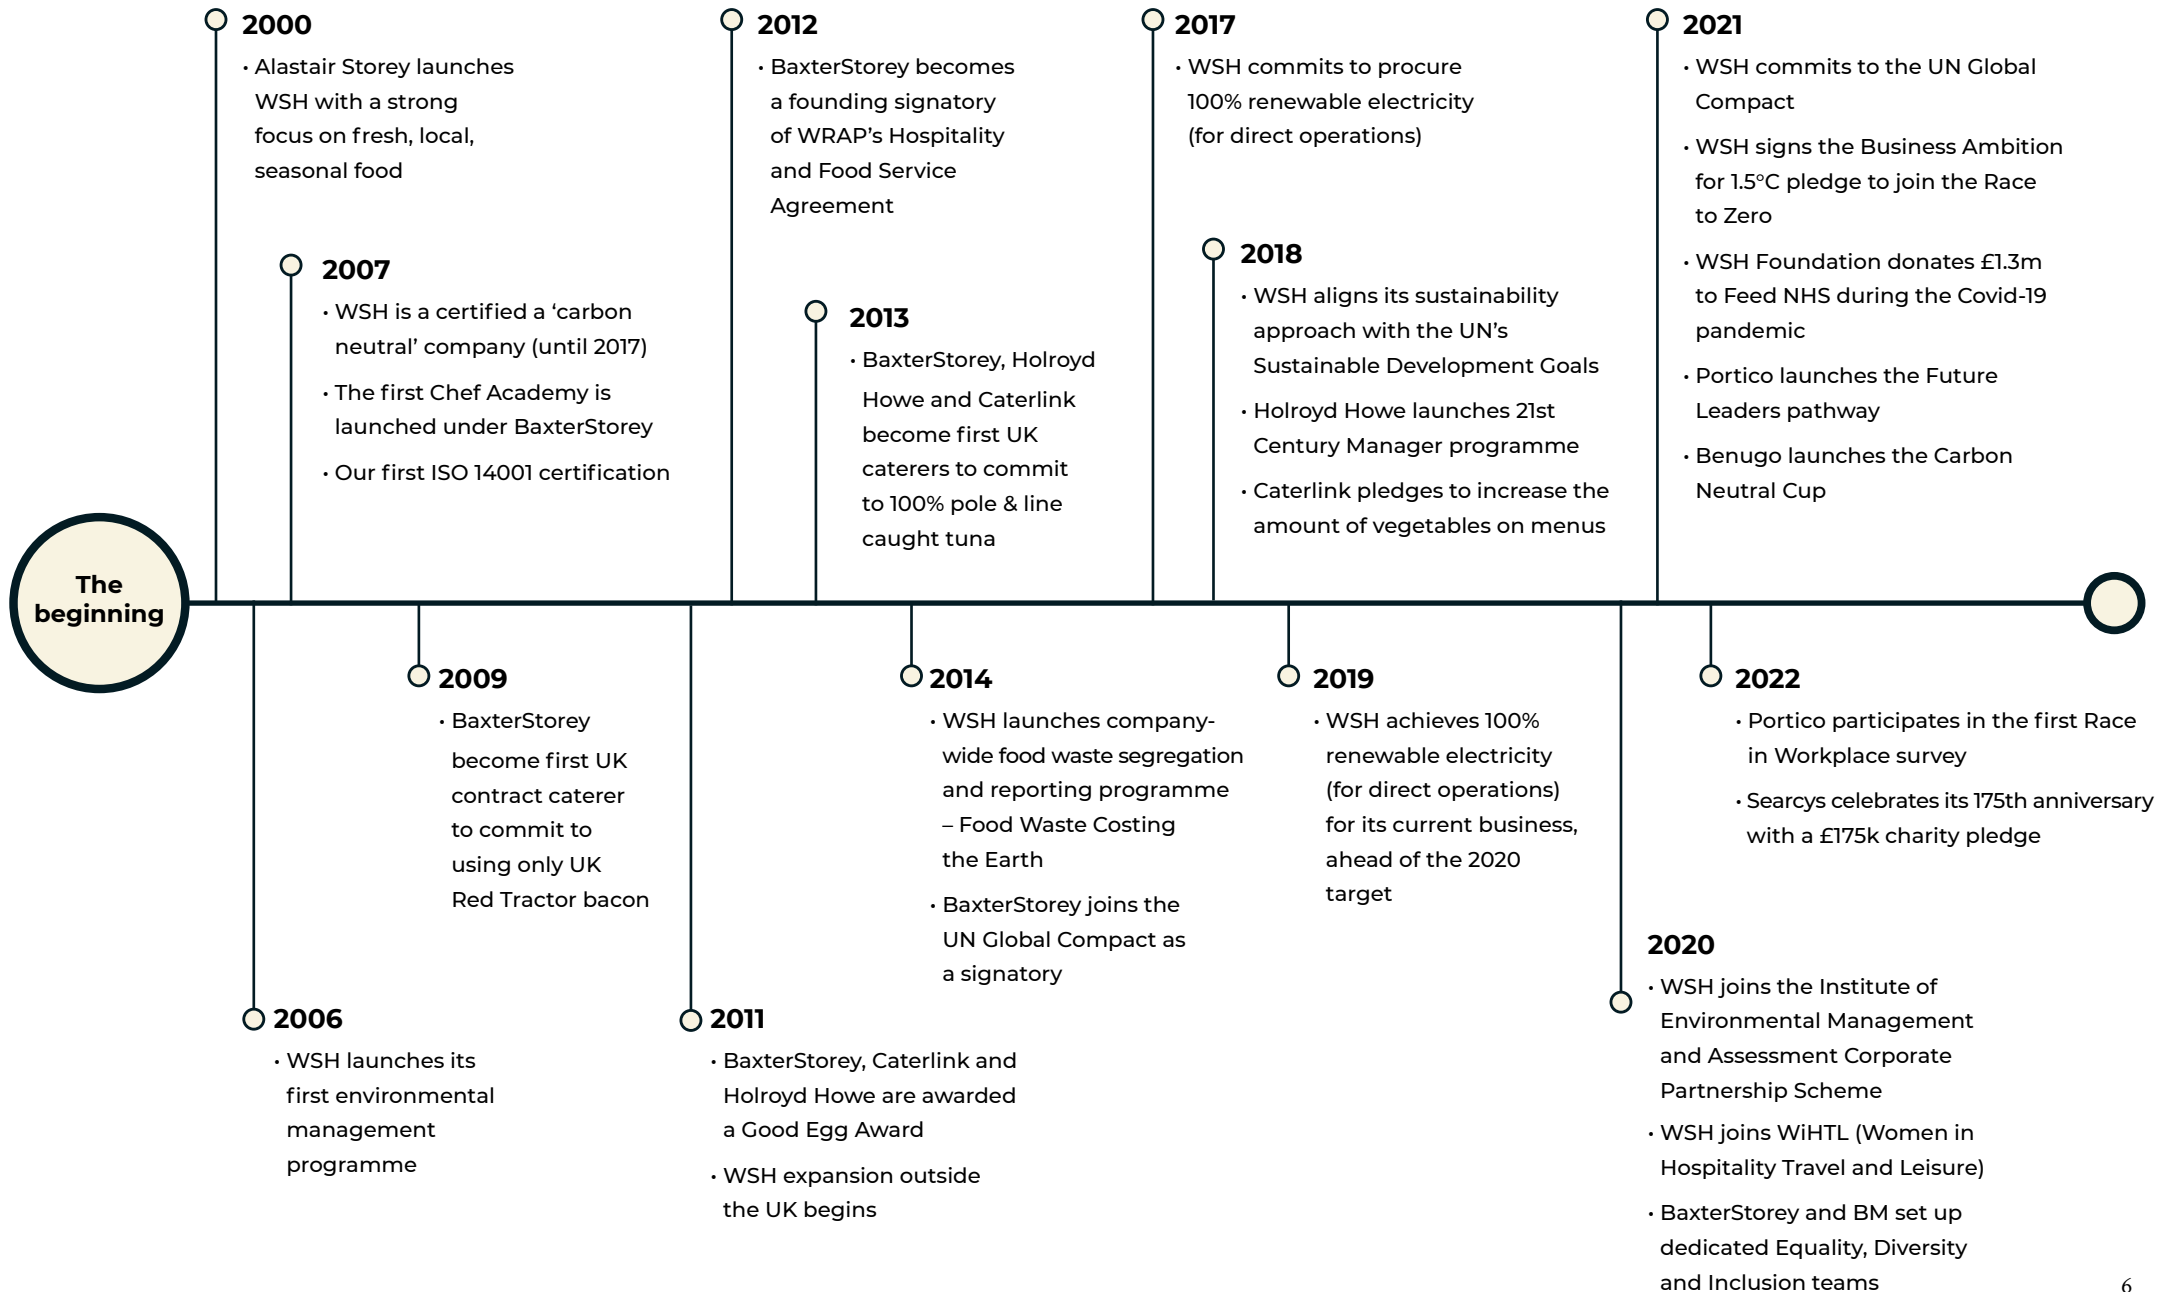 2000
• Alastair Storey launches
WSH with a strong
focus on fresh, local,
seasonal food
2007
• WSH is a certified a ‘carbon
neutral’ company (until 2017)
• The first Chef Academy is
launched under BaxterStorey
• Our first ISO 14001 certification
2012
• BaxterStorey becomes
a founding signatory
of WRAP’s Hospitality
and Food Service
Agreement
2013
• BaxterStorey, Holroyd
Howe and Caterlink
become first UK
caterers to commit
to 100% pole & line
caught tuna
2017
• WSH commits to procure
100% renewable electricity
(for direct operations)
2018
• WSH aligns its sustainability
approach with the UN’s
Sustainable Development Goals
• Holroyd Howe launches 21st
Century Manager programme
• Caterlink pledges to increase the
amount of vegetables on menus
2021
• WSH commits to the UN Global
Compact
• WSH signs the Business Ambition
for 1.5°C pledge to join the Race
to Zero
• WSH Foundation donates £1.3m
to Feed NHS during the Covid-19
pandemic
• Portico launches the Future
Leaders pathway
• Benugo launches the Carbon
Neutral Cup
The
beginning
2006
• WSH launches its
first environmental
management
programme
2009
• BaxterStorey
become first UK
contract caterer
to commit to
using only UK
Red Tractor bacon
2011
• BaxterStorey, Caterlink and
Holroyd Howe are awarded
a Good Egg Award
• WSH expansion outside
the UK begins
2014
• WSH launches company-
wide food waste segregation
and reporting programme
– Food Waste Costing
the Earth
• BaxterStorey joins the
UN Global Compact as
a signatory
2019
• WSH achieves 100%
renewable electricity
(for direct operations)
for its current business,
ahead of the 2020
target
2022
• Portico participates in the first Race
in Workplace survey
• Searcys celebrates its 175th anniversary
with a £175k charity pledge
2020
• WSH joins the Institute of
Environmental Management
and Assessment Corporate
Partnership Scheme
• WSH joins WiHTL (Women in
Hospitality Travel and Leisure)
• BaxterStorey and BM set up
dedicated Equality, Diversity
and Inclusion teams
6